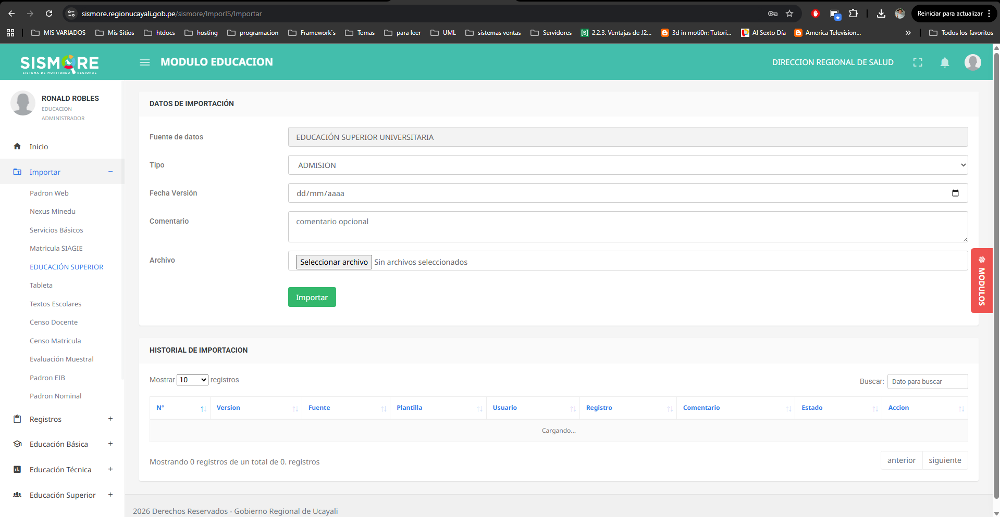 sismore.regionucayali.gob.pe/sismore/ImporIS/Importar
Reiniciar para actualizar
MIS VARIADOS
Mis Sitios
htdocs
hosting
programacion
Framework`s
Temas
para leer
UML
sistemas ventas
Servidores
2.2.3. Ventajas de J2...
3d in moti0n: Tutori...
Al Sexto Día
America Television...
»
Todos los favoritos
SISMORE
SISTEMA DE MONITOREO REGIONAL
MODULO EDUCACION
DIRECCION REGIONAL DE SALUD
RONALD ROBLES
EDUCACION
ADMINISTRADOR
Inicio
Importar
Padron Web
Nexus Minedu
Servicios Básicos
Matricula SIAGIE
EDUCACIÓN SUPERIOR
Tableta
Textos Escolares
Censo Docente
Censo Matricula
Evaluación Muestral
Padron EIB
Padron Nominal
Registros
Educación Básica
Educación Técnica
Educación Superior
DATOS DE IMPORTACIÓN
Fuente de datos
EDUCACIÓN SUPERIOR UNIVERSITARIA
Tipo
ADMISION
Fecha Versión
dd/mm/aaaa
Comentario
comentario opcional
Archivo
Seleccionar archivo Sin archivos seleccionados
Importar
MODULOS
HISTORIAL DE IMPORTACION
Mostrar 10 registros
Buscar: Dato para buscar
N° Version Fuente Plantilla Usuario Registro Comentario Estado Accion
Cargando...
Mostrando 0 registros de un total de 0. registros
anterior siguiente
2026 Derechos Reservados - Gobierno Regional de Ucayali